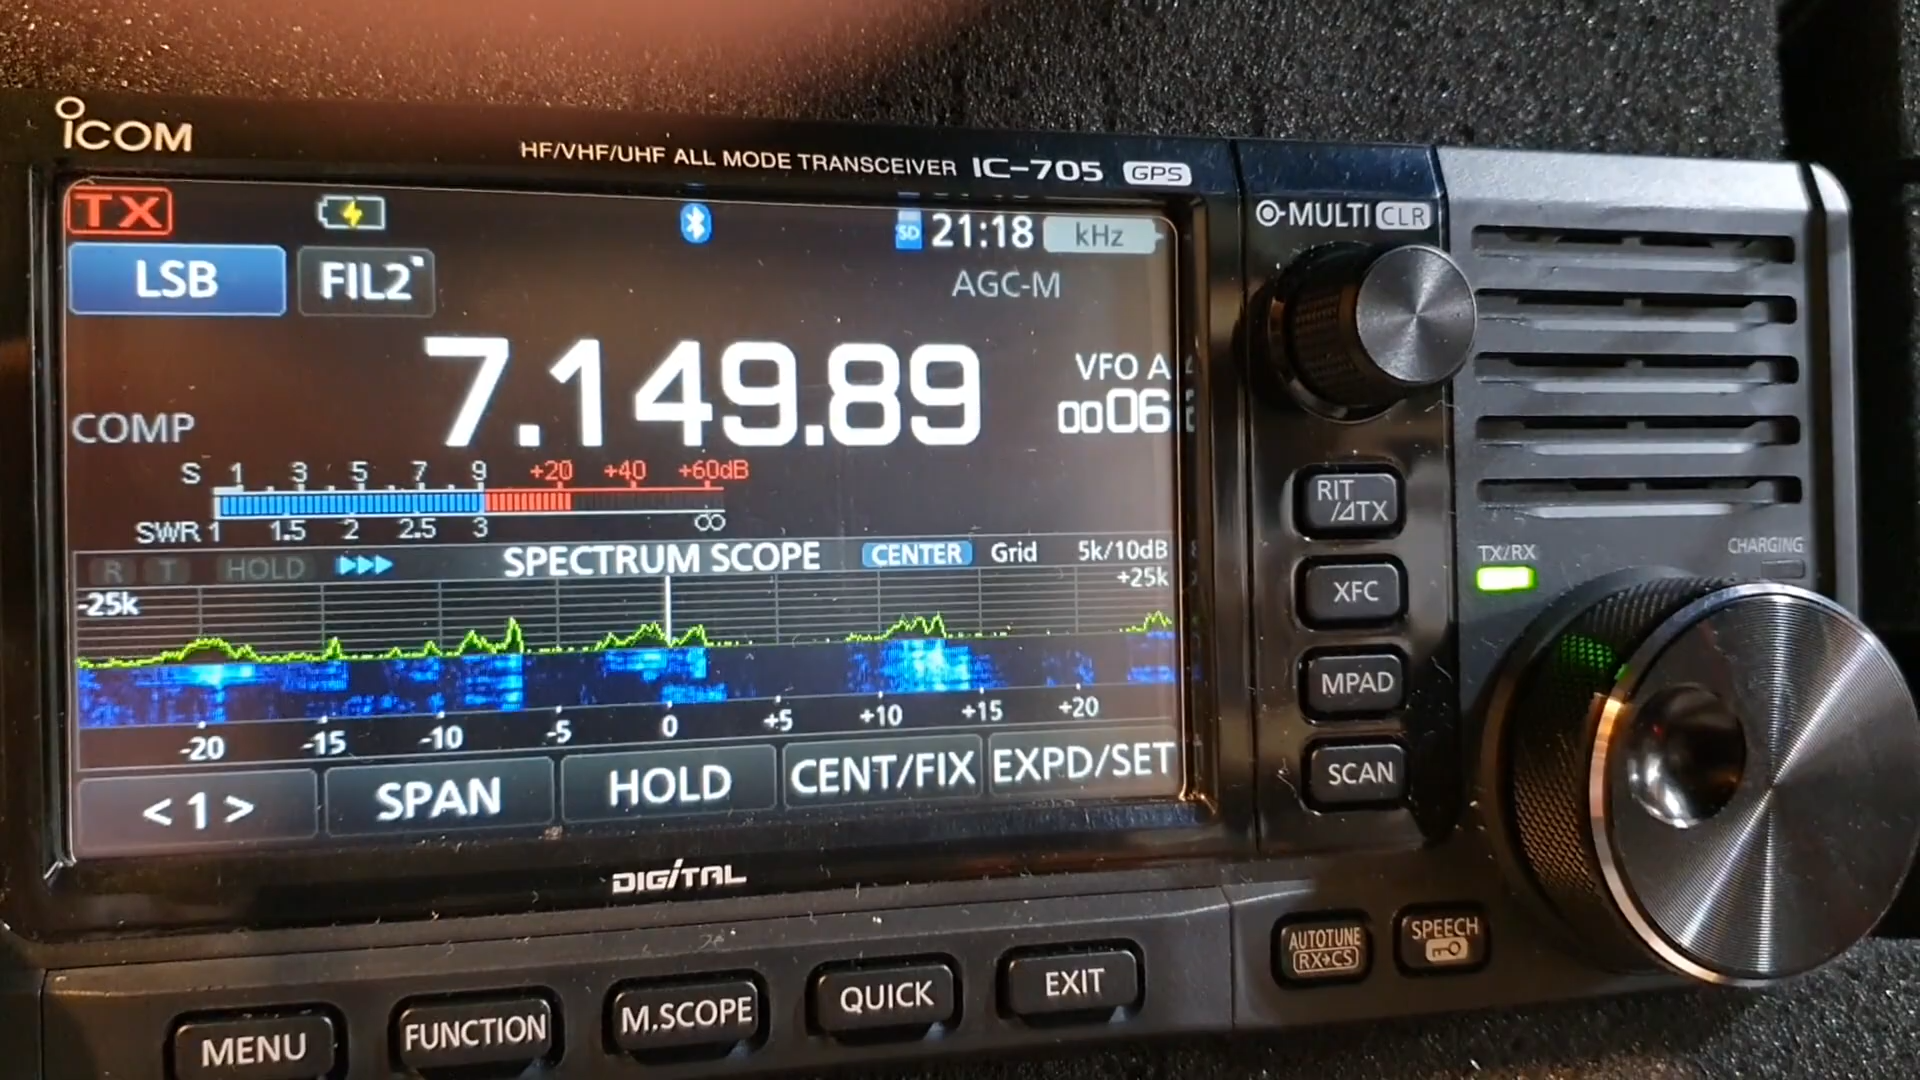 ICOM
HF/VHF/UHF ALL MODE TRANSCEIVER IC-705 GPS
TX
SD 21:18 kHz
LSB FIL2
AGC-M
7.149.89
VFO A
0006
COMP
S 1 3 5 7 9 +20 +40 +60dB
SWR 1 1.5 2 2.5 3 ∞
R T HOLD SPECTRUM SCOPE CENTER Grid 5k/10dB
-25k +25k
-20 -15 -10 -5 0 +5 +10 +15 +20
< 1 > SPAN HOLD CENT/FIX EXPD/SET
DIGITAL
MULTI CLR
RIT
/⊿TX
XFC
MPAD
SCAN
TX/RX
CHARGING
MENU FUNCTION M.SCOPE QUICK EXIT
AUTOTUNE
RX→CS
SPEECH